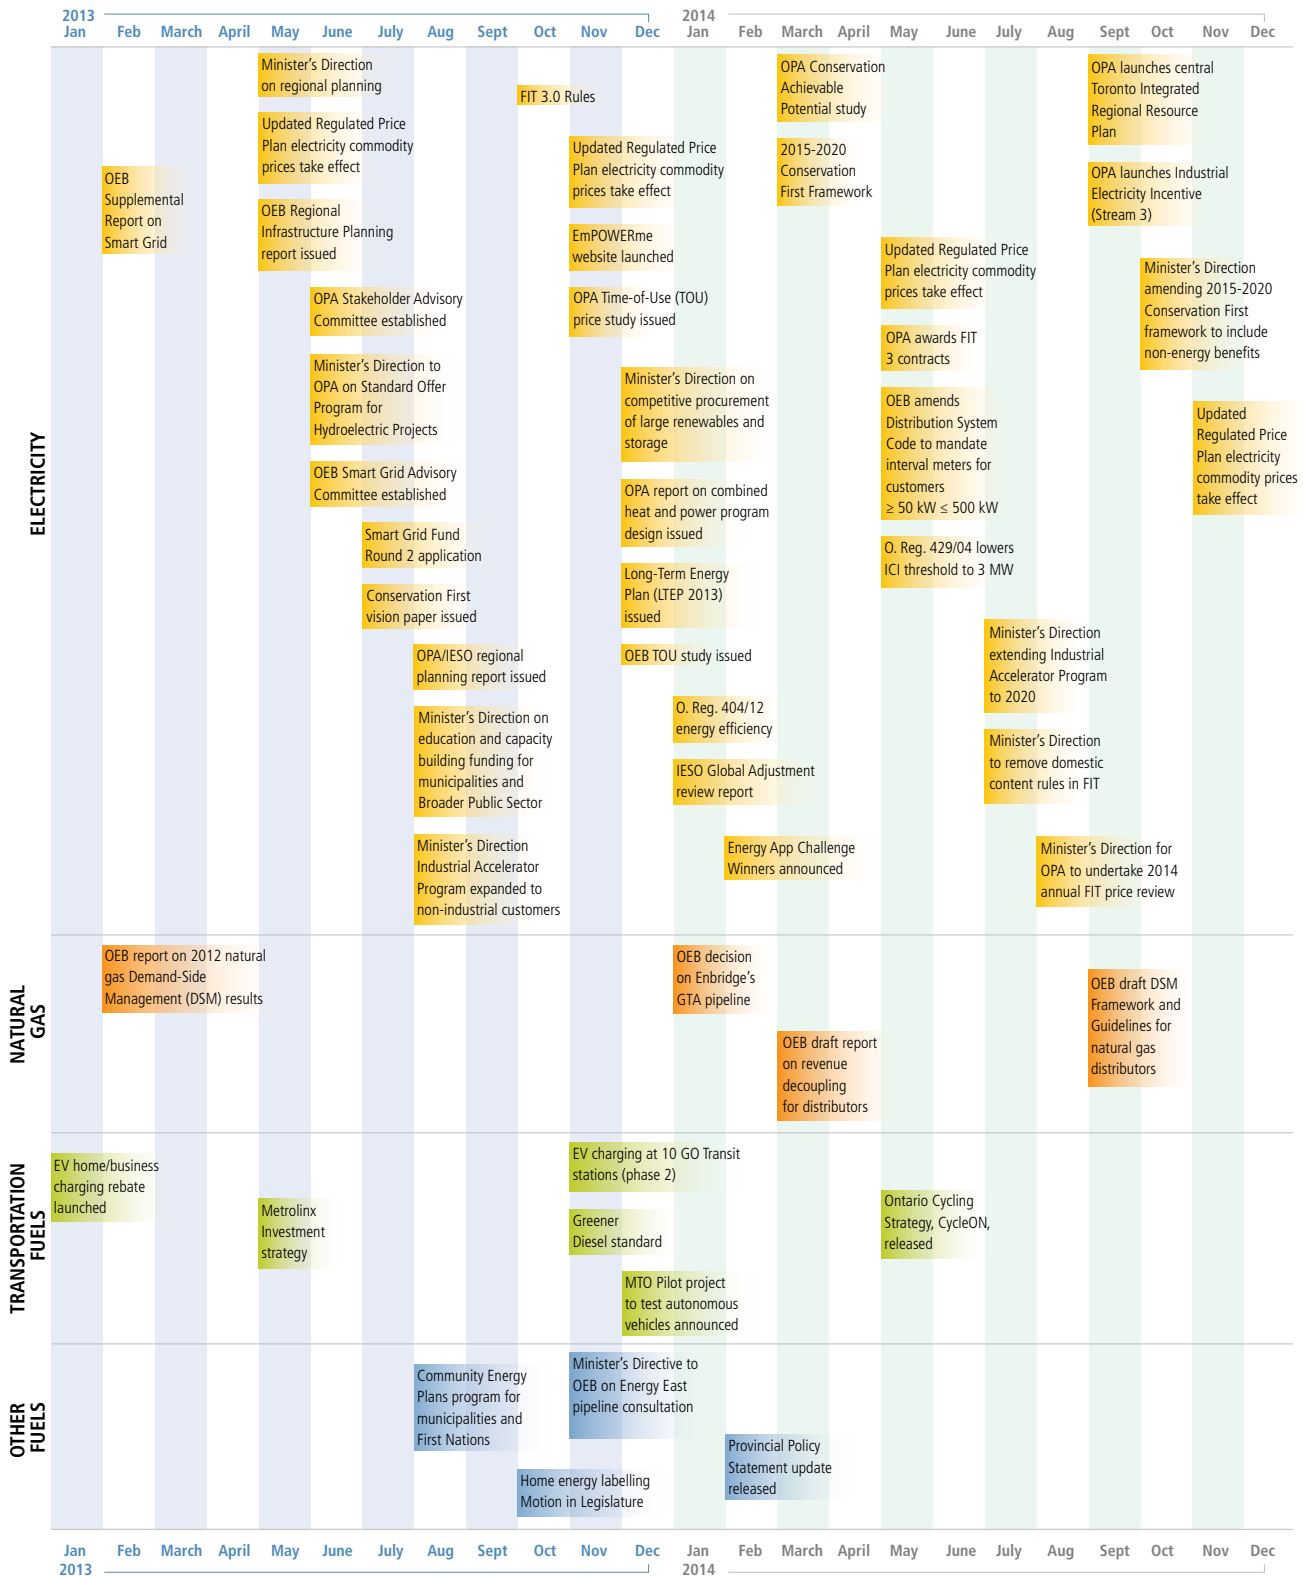 2013
2014
Jan Feb March April May June July Aug Sept Oct Nov Dec Jan Feb March April May June July Aug Sept Oct Nov Dec
ELECTRICITY
OEB
Supplemental
Report on
Smart Grid
Minister's Direction
on regional planning
Updated Regulated Price
Plan electricity commodity
prices take effect
OEB Regional
Infrastructure Planning
report issued
OPA Stakeholder Advisory
Committee established
Minister's Direction to
OPA on Standard Offer
Program for
Hydroelectric Projects
OEB Smart Grid Advisory
Committee established
Smart Grid Fund
Round 2 application
Conservation First
vision paper issued
OPA/IESO regional
planning report issued
Minister's Direction on
education and capacity
building funding for
municipalities and
Broader Public Sector
Minister's Direction
Industrial Accelerator
Program expanded to
non-industrial customers
FIT 3.0 Rules
Updated Regulated Price
Plan electricity commodity
prices take effect
EmPOWERme
website launched
OPA Time-of-Use (TOU)
price study issued
Minister's Direction on
competitive procurement
of large renewables and
storage
OPA report on combined
heat and power program
design issued
Long-Term Energy
Plan (LTEP 2013)
issued
OEB TOU study issued
O. Reg. 404/12
energy efficiency
IESO Global Adjustment
review report
Energy App Challenge
Winners announced
OPA Conservation
Achievable
Potential study
2015-2020
Conservation
First Framework
Updated Regulated Price
Plan electricity commodity
prices take effect
OPA awards FIT
3 contracts
OEB amends
Distribution System
Code to mandate
interval meters for
customers
≥ 50 kW ≤ 500 kW
O. Reg. 429/04 lowers
ICI threshold to 3 MW
Minister's Direction
extending Industrial
Accelerator Program
to 2020
Minister's Direction
to remove domestic
content rules in FIT
Minister's Direction for
OPA to undertake 2014
annual FIT price review
OPA launches central
Toronto Integrated
Regional Resource
Plan
OPA launches Industrial
Electricity Incentive
(Stream 3)
Minister's Direction
amending 2015-2020
Conservation First
framework to include
non-energy benefits
Updated
Regulated Price
Plan electricity
commodity prices
take effect
NATURAL
GAS
OEB report on 2012 natural
gas Demand-Side
Management (DSM) results
OEB decision
on Enbridge's
GTA pipeline
OEB draft report
on revenue
decoupling
for distributors
OEB draft DSM
Framework and
Guidelines for
natural gas
distributors
TRANSPORTATION
FUELS
EV home/business
charging rebate
launched
Metrolinx
Investment
strategy
EV charging at 10 GO Transit
stations (phase 2)
Greener
Diesel standard
MTO Pilot project
to test autonomous
vehicles announced
Ontario Cycling
Strategy, CycleON,
released
OTHER
FUELS
Community Energy
Plans program for
municipalities and
First Nations
Minister's Directive to
OEB on Energy East
pipeline consultation
Home energy labelling
Motion in Legislature
Provincial Policy
Statement update
released
Jan Feb March April May June July Aug Sept Oct Nov Dec Jan Feb March April May June July Aug Sept Oct Nov Dec
2013
2014